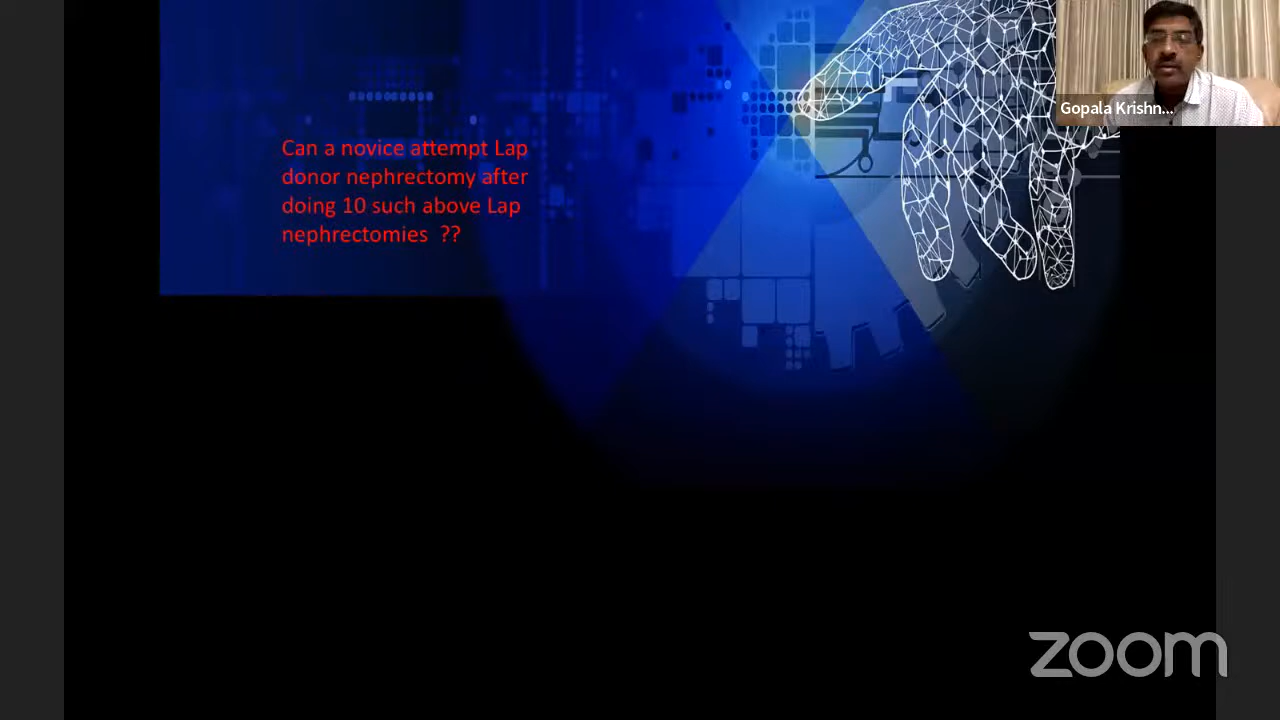 Gopala Krishn...
Can a novice attempt Lap
donor nephrectomy after
doing 10 such above Lap
nephrectomies ??
zoom